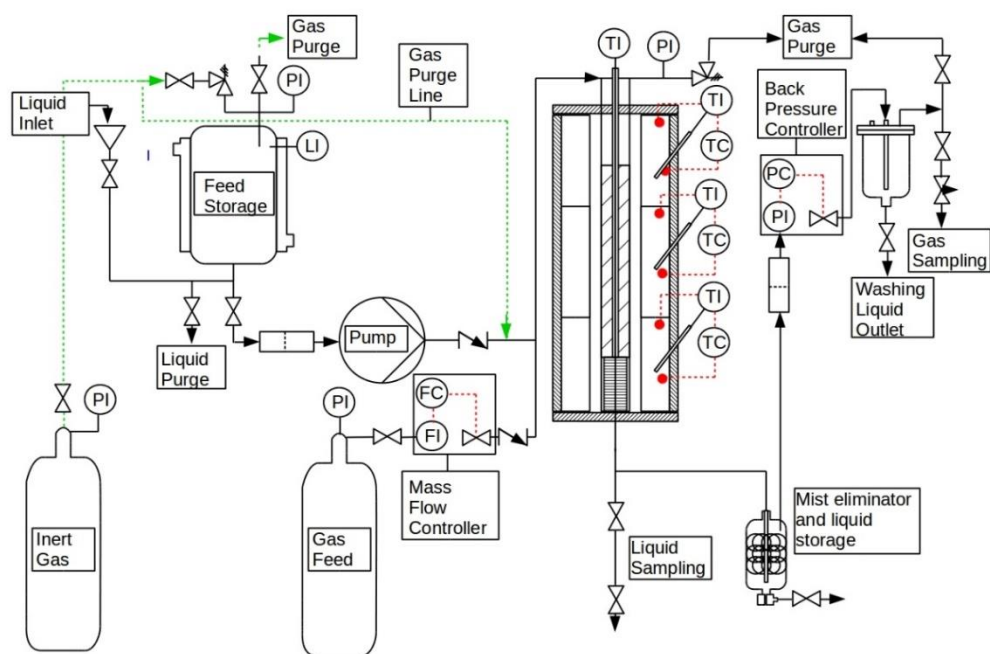 Gas
Purge
PI
Liquid
Inlet
LI
Feed
Storage
Gas
Purge
Line
Liquid
Purge
Pump
PI
Inert
Gas
PI
Gas
Feed
FC
FI
Mass
Flow
Controller
TI
PI
Gas
Purge
TI
TC
TI
TC
TI
TC
Back
Pressure
Controller
PC
PI
Washing
Liquid
Outlet
Gas
Sampling
Liquid
Sampling
Mist eliminator
and liquid
storage